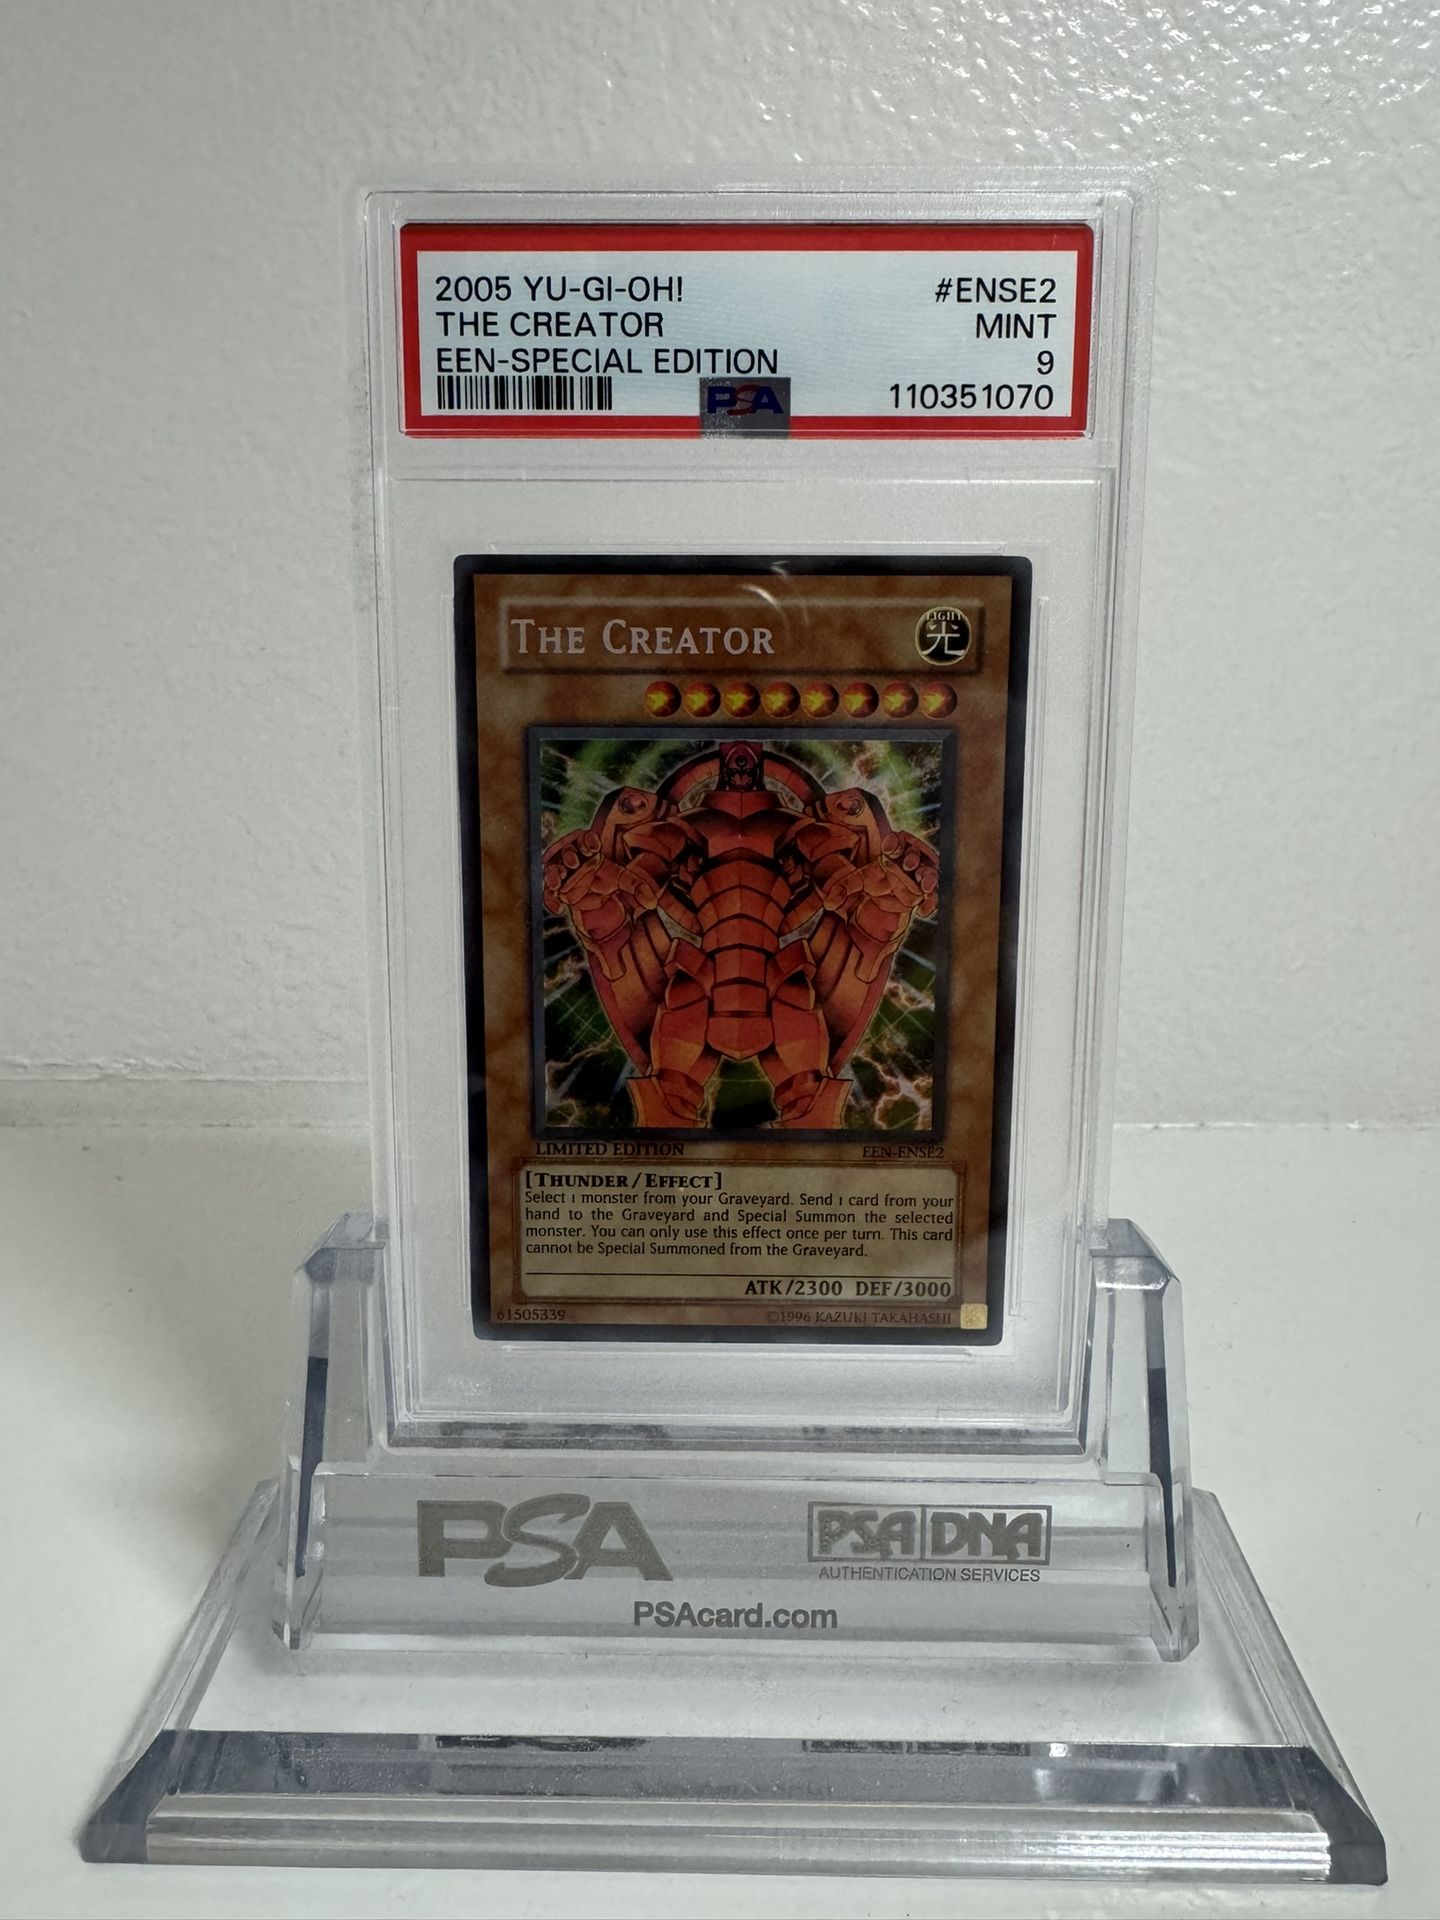 2005 YU-GI-OH! #ENSE2
THE CREATOR MINT
EEN-SPECIAL EDITION 9
PSA 110351070
THE CREATOR
LIGHT
光
LIMITED EDITION EEN-ENSE2
[THUNDER/EFFECT]
Select 1 monster from your Graveyard. Send 1 card from your
hand to the Graveyard and Special Summon the selected
monster. You can only use this effect once per turn. This card
cannot be Special Summoned from the Graveyard.
ATK/2300 DEF/3000
61505339 ©1996 KAZUKI TAKAHASHI
PSA PSA DNA
AUTHENTICATION SERVICES
PSAcard.com